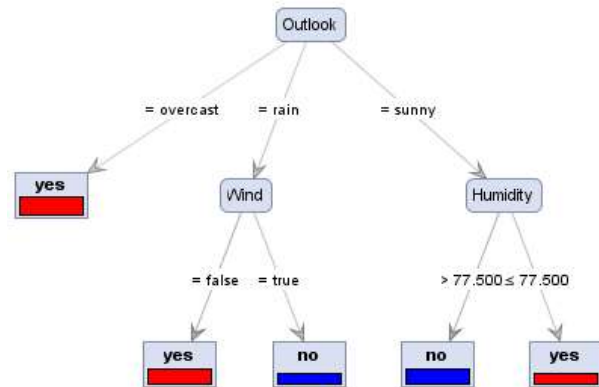 Outlook
= overcast
= rain
= sunny
yes
Wind
Humidity
= false
= true
> 77.500
≤ 77.500
yes
no
no
yes